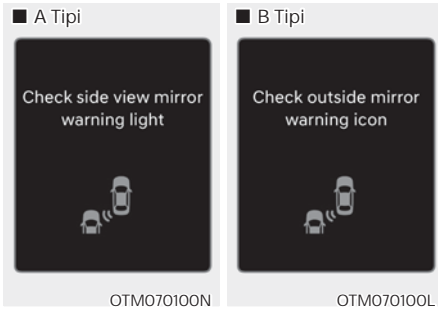 ■ A Tipi
Check side view mirror
warning light
OTM070100N
■ B Tipi
Check outside mirror
warning icon
OTM070100L